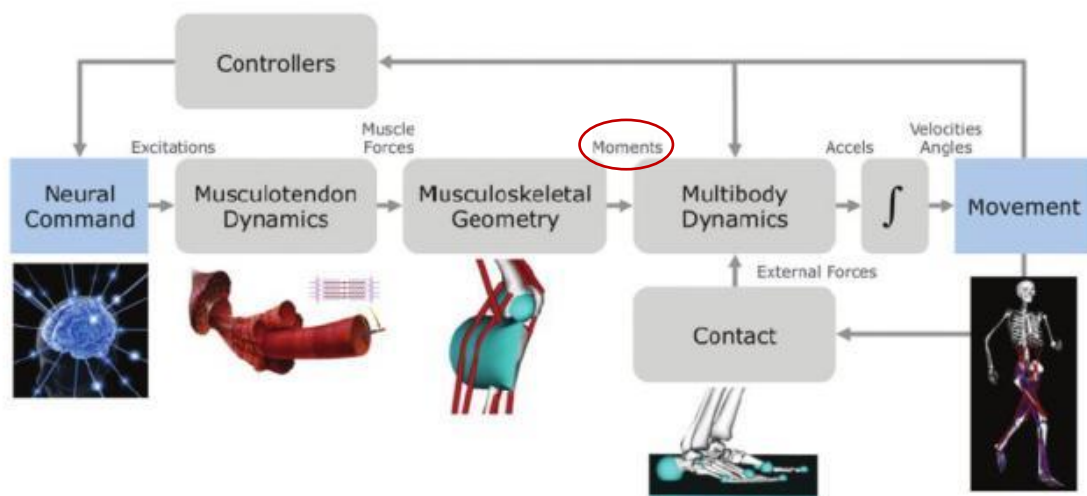 Controllers
Excitations
Muscle
Forces
Moments
Accels
Velocities
Angles
Neural
Command
Musculotendon
Dynamics
Musculoskeletal
Geometry
Multibody
Dynamics
∫
Movement
External Forces
Contact